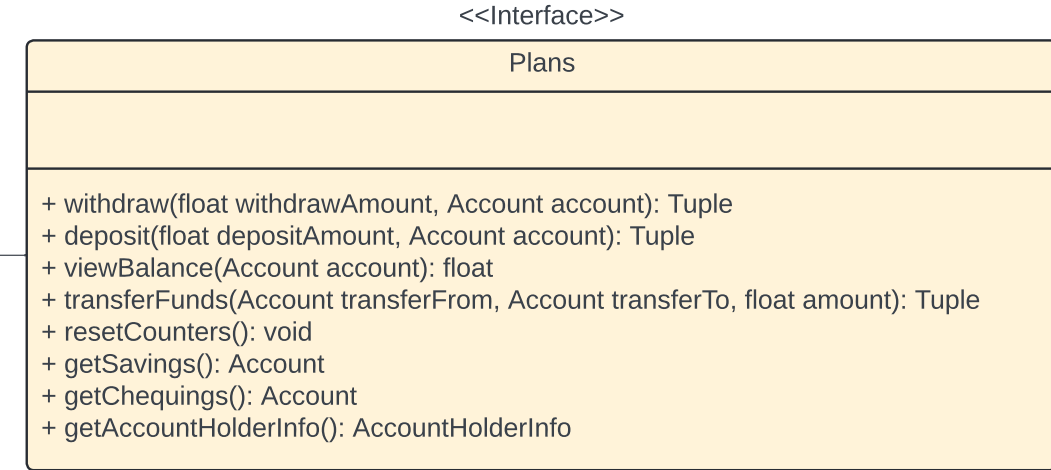 <<Interface>>
Plans
+ withdraw(float withdrawAmount, Account account): Tuple
+ deposit(float depositAmount, Account account): Tuple
+ viewBalance(Account account): float
+ transferFunds(Account transferFrom, Account transferTo, float amount): Tuple
+ resetCounters(): void
+ getSavings(): Account
+ getChequings(): Account
+ getAccountHolderInfo(): AccountHolderInfo